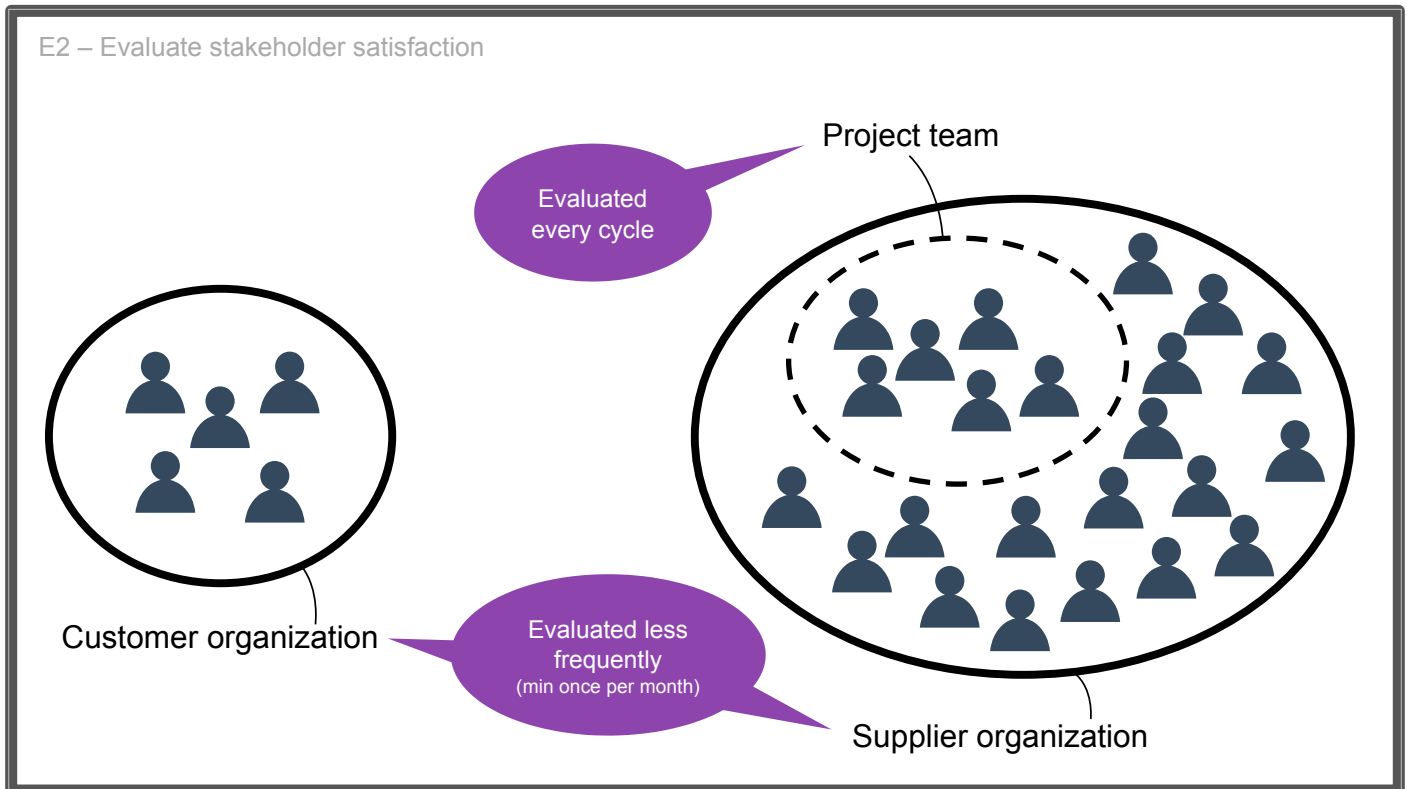 E2 – Evaluate stakeholder satisfaction
Project team
Evaluated
every cycle
Customer organization
Evaluated less
frequently
(min once per month)
Supplier organization